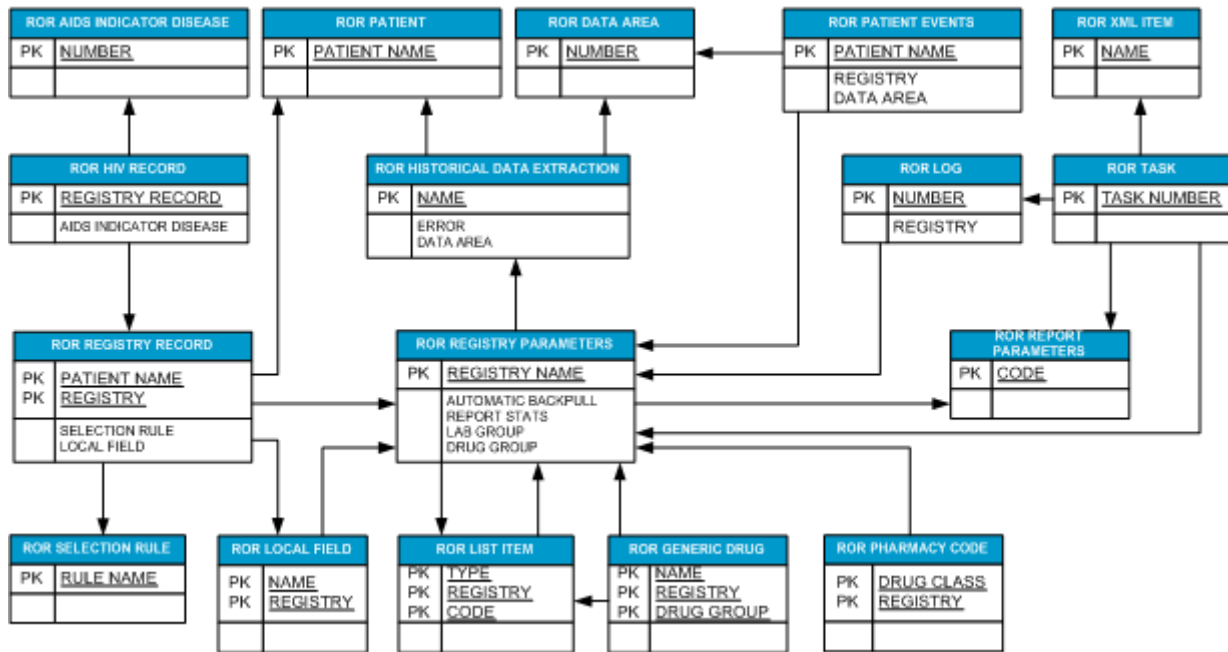 ROR AIDS INDICATOR DISEASE
PK NUMBER
ROR PATIENT
PK PATIENT NAME
ROR DATA AREA
PK NUMBER
ROR PATIENT EVENTS
PK PATIENT NAME
REGISTRY
DATA AREA
ROR XML ITEM
PK NAME
ROR HIV RECORD
PK REGISTRY RECORD
AIDS INDICATOR DISEASE
ROR HISTORICAL DATA EXTRACTION
PK NAME
ERROR
DATA AREA
ROR LOG
PK NUMBER
REGISTRY
ROR TASK
PK TASK NUMBER
ROR REGISTRY RECORD
PK PATIENT NAME
PK REGISTRY
SELECTION RULE
LOCAL FIELD
ROR REGISTRY PARAMETERS
PK REGISTRY NAME
AUTOMATIC BACKPULL
REPORT STATS
LAB GROUP
DRUG GROUP
ROR REPORT
PARAMETERS
PK CODE
ROR SELECTION RULE
PK RULE NAME
ROR LOCAL FIELD
PK NAME
PK REGISTRY
ROR LIST ITEM
PK TYPE
PK REGISTRY
PK CODE
ROR GENERIC DRUG
PK NAME
PK REGISTRY
PK DRUG GROUP
ROR PHARMACY CODE
PK DRUG CLASS
PK REGISTRY